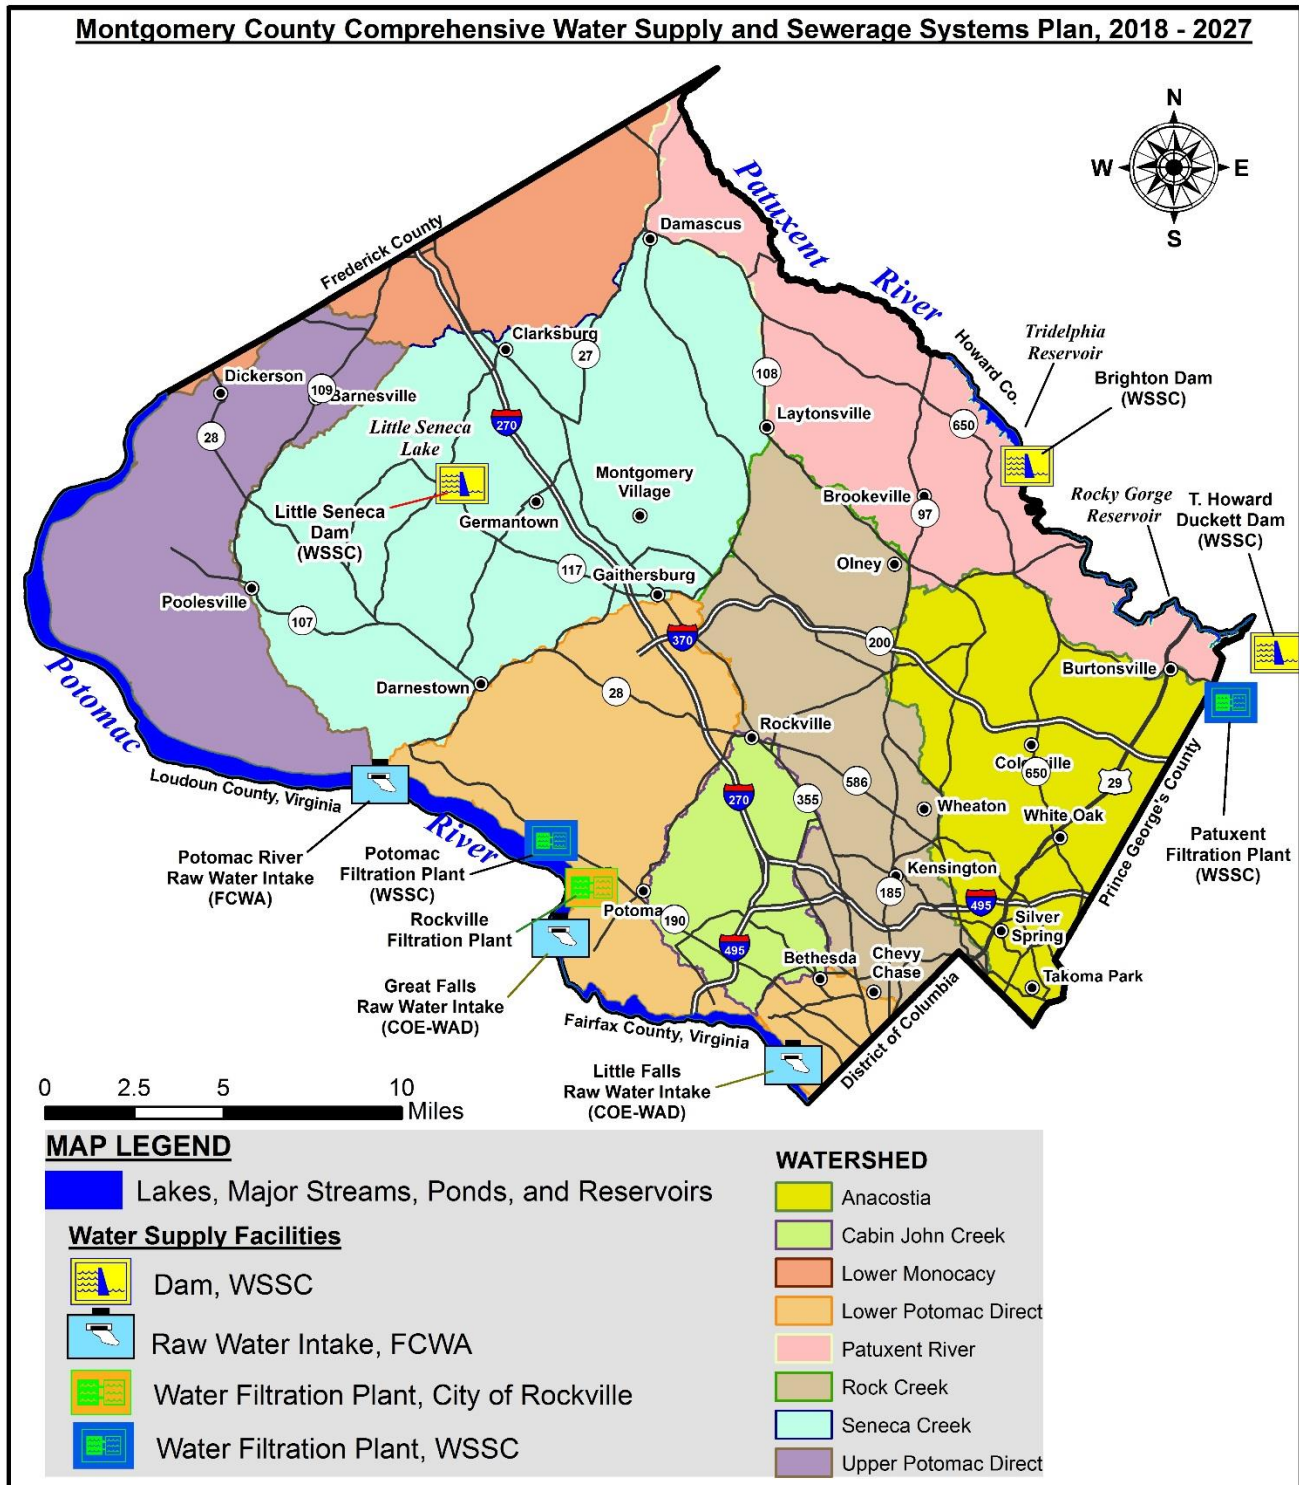 Montgomery County Comprehensive Water Supply and Sewerage Systems Plan, 2018 - 2027
N
W
E
S
Patuxent
River
Frederick County
Damascus
Howard Co.
Tridelphia
Reservoir
Brighton Dam
(WSSC)
Clarksburg
27
Dickerson
109
Barnesville
108
28
270
Little Seneca
Lake
Laytonsville
650
Montgomery
Village
Brookeville
97
Rocky Gorge
Reservoir
T. Howard
Duckett Dam
(WSSC)
Little Seneca
Dam
(WSSC)
Germantown
117
Gaithersburg
Olney
Poolesville
107
370
200
Burtonsville
Darnestown
28
Potomac
River
Rockville
Colesville
650
29
Prince George's County
Loudoun County, Virginia
270
355
586
Wheaton
White Oak
Patuxent
Filtration Plant
(WSSC)
Potomac River
Raw Water Intake
(FCWA)
Potomac
Filtration Plant
(WSSC)
Rockville
Filtration Plant
Potoma
190
Kensington
185
495
Silver
Spring
495
Bethesda
Chevy
Chase
Takoma Park
Great Falls
Raw Water Intake
(COE-WAD)
Fairfax County, Virginia
District of Columbia
Little Falls
Raw Water Intake
(COE-WAD)
0 2.5 5 10
Miles
MAP LEGEND
Lakes, Major Streams, Ponds, and Reservoirs
Water Supply Facilities
Dam, WSSC
Raw Water Intake, FCWA
Water Filtration Plant, City of Rockville
Water Filtration Plant, WSSC
WATERSHED
Anacostia
Cabin John Creek
Lower Monocacy
Lower Potomac Direct
Patuxent River
Rock Creek
Seneca Creek
Upper Potomac Direct